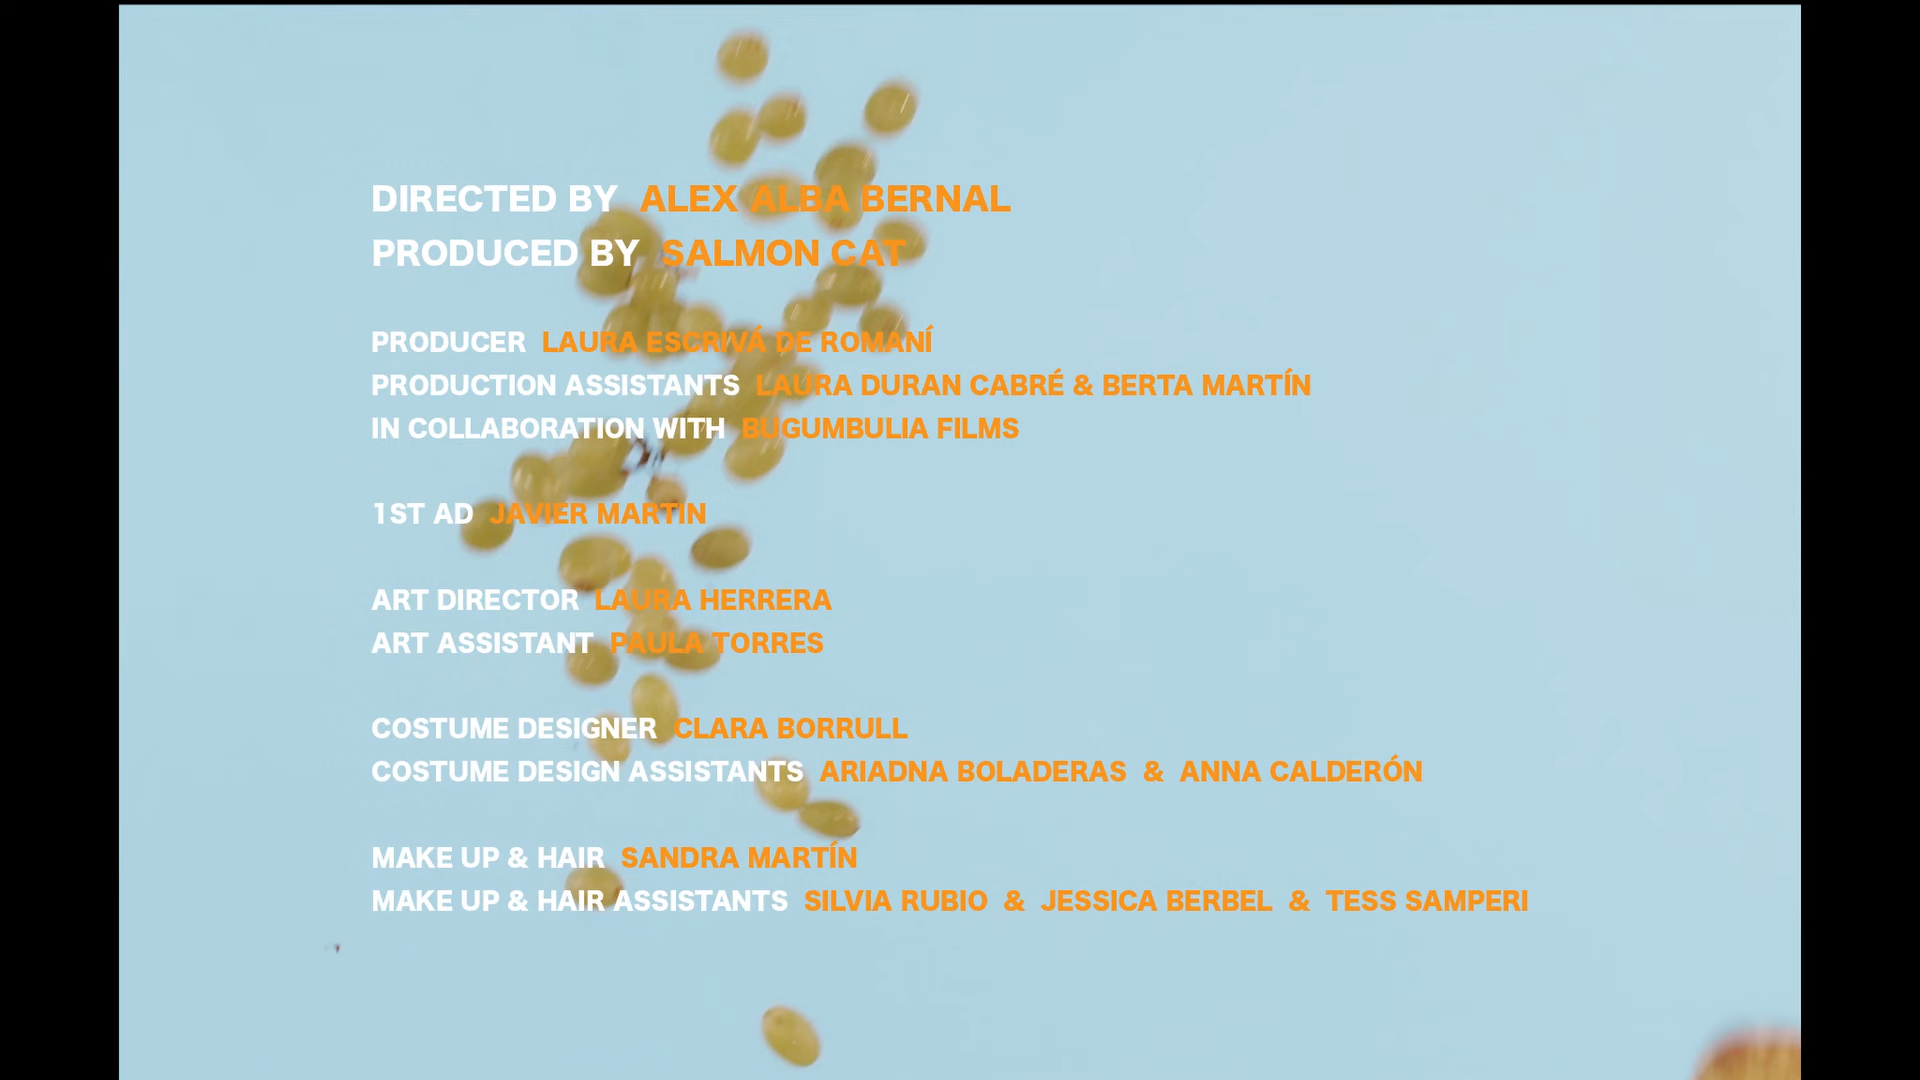 DIRECTED BY ALEX ALBA BERNAL
PRODUCED BY SALMON CAT
PRODUCER LAURA ESCRIVÁ DE ROMANÍ
PRODUCTION ASSISTANTS LAURA DURAN CABRÉ & BERTA MARTÍN
IN COLLABORATION WITH BUGUMBULIA FILMS
1ST AD JAVIER MARTÍN
ART DIRECTOR LAURA HERRERA
ART ASSISTANT PAULA TORRES
COSTUME DESIGNER CLARA BORRULL
COSTUME DESIGN ASSISTANTS ARIADNA BOLADERAS & ANNA CALDERÓN
MAKE UP & HAIR SANDRA MARTÍN
MAKE UP & HAIR ASSISTANTS SILVIA RUBIO & JESSICA BERBEL & TESS SAMPERI